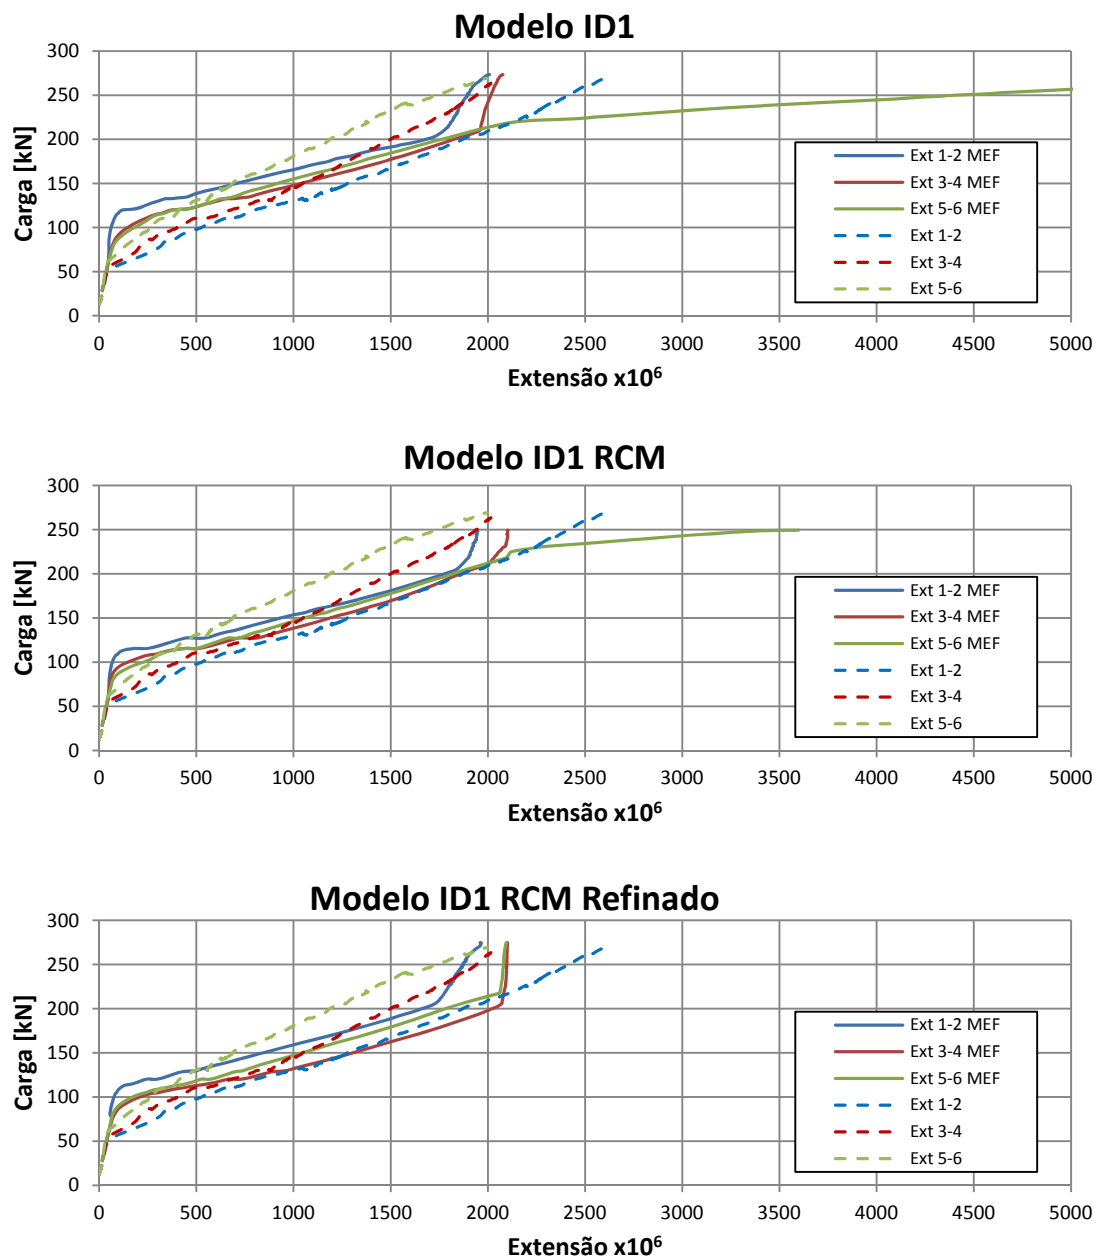 Modelo ID1
300
250
200
150
100
50
0
Carga [kN]
0 500 1000 1500 2000 2500 3000 3500 4000 4500 5000
Extensão x10⁶
Ext 1-2 MEF
Ext 3-4 MEF
Ext 5-6 MEF
Ext 1-2
Ext 3-4
Ext 5-6
Modelo ID1 RCM
300
250
200
150
100
50
0
Carga [kN]
0 500 1000 1500 2000 2500 3000 3500 4000 4500 5000
Extensão x10⁶
Ext 1-2 MEF
Ext 3-4 MEF
Ext 5-6 MEF
Ext 1-2
Ext 3-4
Ext 5-6
Modelo ID1 RCM Refinado
300
250
200
150
100
50
0
Carga [kN]
0 500 1000 1500 2000 2500 3000 3500 4000 4500 5000
Extensão x10⁶
Ext 1-2 MEF
Ext 3-4 MEF
Ext 5-6 MEF
Ext 1-2
Ext 3-4
Ext 5-6